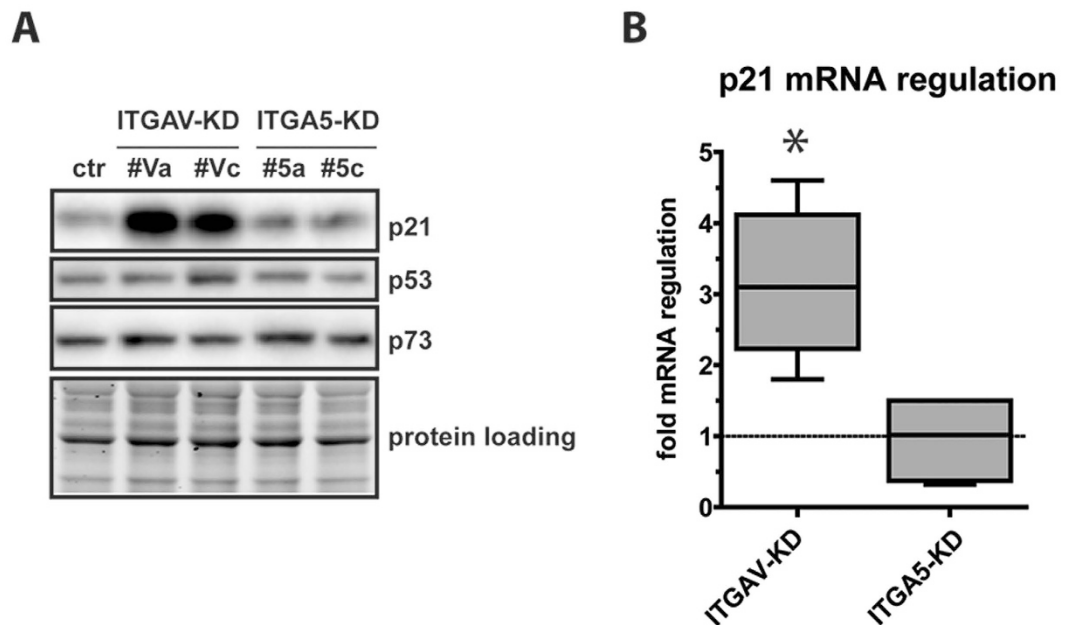 A
ITGAV-KD ITGA5-KD
ctr #Va #Vc #5a #5c
p21
p53
p73
protein loading
B
p21 mRNA regulation
*
fold mRNA regulation
5
4
3
2
1
0
ITGAV-KD
ITGA5-KD